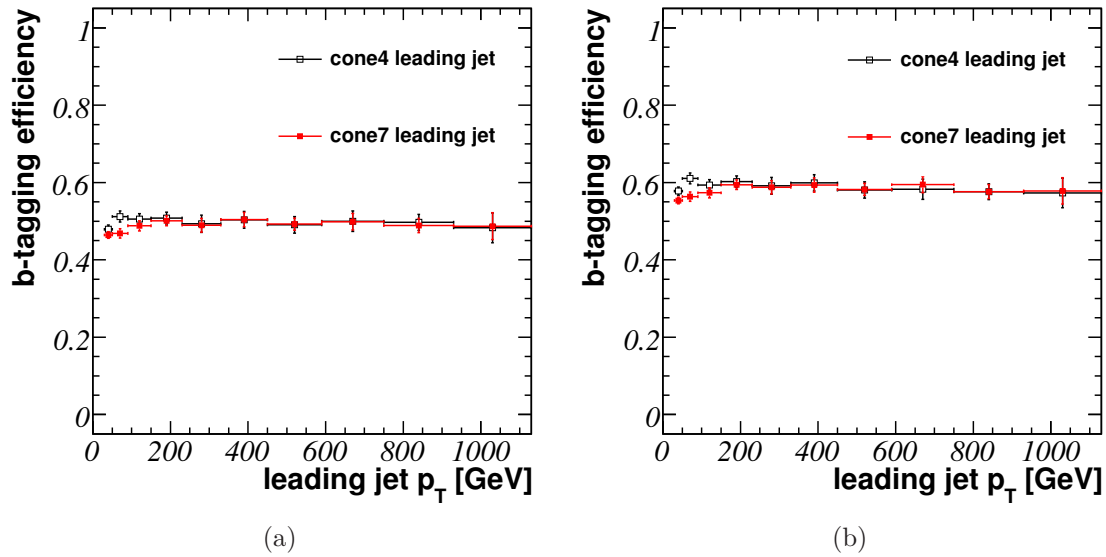 b-tagging efficiency
1
0.8
0.6
0.4
0.2
0
cone4 leading jet
cone7 leading jet
0 200 400 600 800 1000
leading jet p_T [GeV]
(a)
b-tagging efficiency
1
0.8
0.6
0.4
0.2
0
cone4 leading jet
cone7 leading jet
0 200 400 600 800 1000
leading jet p_T [GeV]
(b)